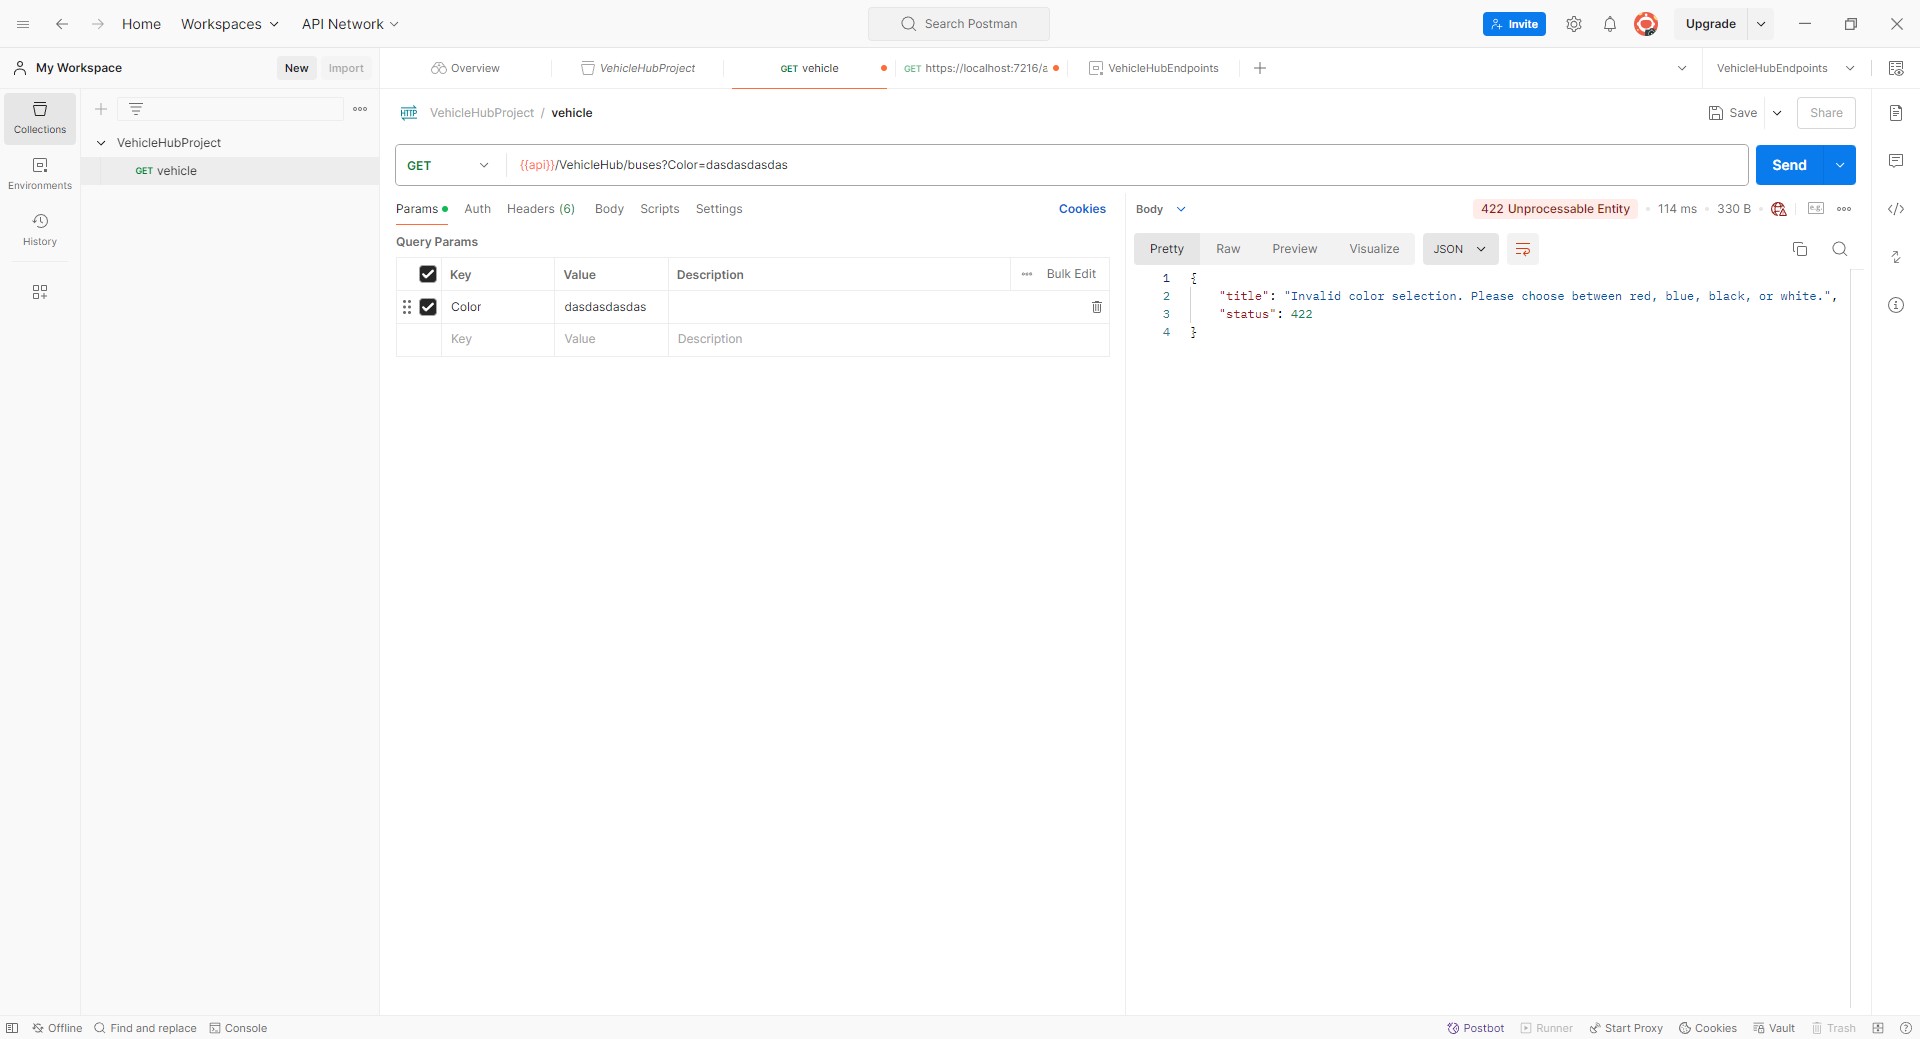 Home Workspaces API Network Search Postman Invite Upgrade
My Workspace New Import Overview VehicleHubProject GET vehicle GET https://localhost:7216/a VehicleHubEndpoints VehicleHubEndpoints
Collections
Environments
History
VehicleHubProject
GET vehicle
HTTP VehicleHubProject / vehicle Save Share
GET {{api}}/VehicleHub/buses?Color=dasdasdasdas Send
Params Auth Headers (6) Body Scripts Settings Cookies
Query Params
Key Value Description Bulk Edit
Color dasdasdasdas
Key Value Description
Body 422 Unprocessable Entity 114 ms 330 B e.g.
Pretty Raw Preview Visualize JSON
1 {
2 "title": "Invalid color selection. Please choose between red, blue, black, or white.",
3 "status": 422
4 }
Offline Find and replace Console Postbot Runner Start Proxy Cookies Vault Trash